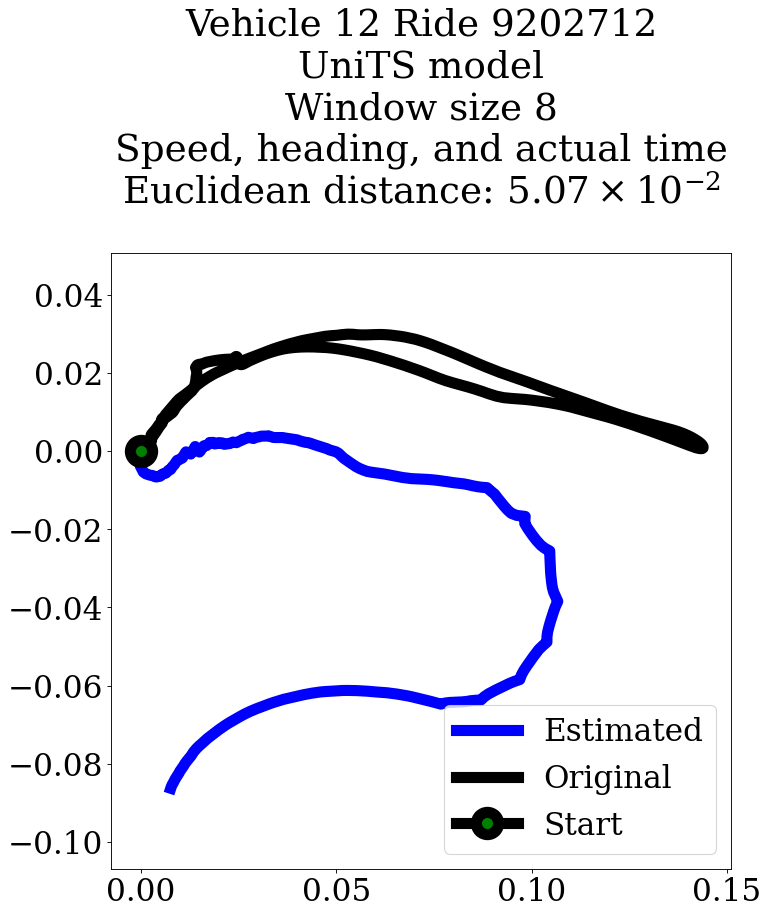 Vehicle 12 Ride 9202712
UniTS model
Window size 8
Speed, heading, and actual time
Euclidean distance: 5.07 × 10⁻²
0.04
0.02
0.00
−0.02
−0.04
−0.06
−0.08
−0.10
Estimated
Original
Start
0.00 0.05 0.10 0.15